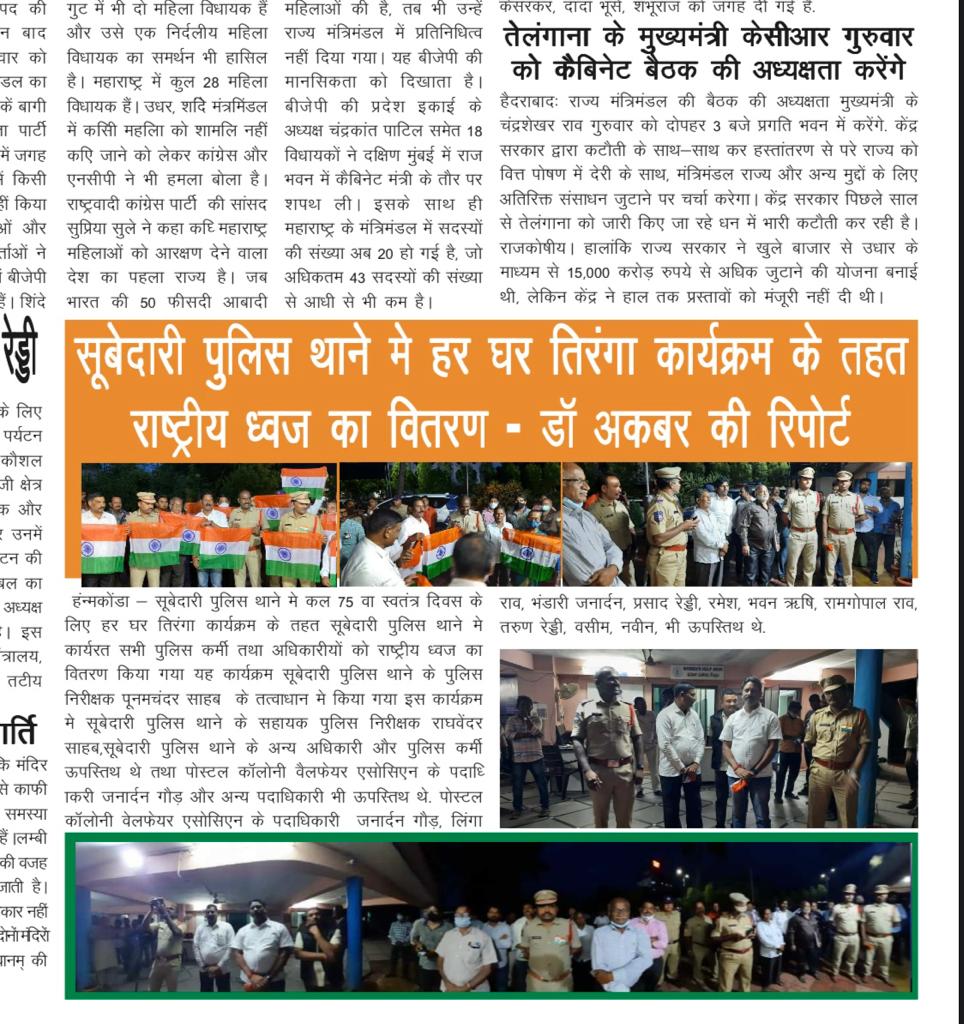 पद की
न बाद
वार को
डल का
कें बागी
ा पार्टी
में जगह
ं किसी
हीं किया
ओं और
र्ताओं ने
ं बीजेपी
हैं। शिंदे
रेड्डी
के लिए
पर्यटन
कौशल
जी क्षेत्र
क और
र उनमें
टन की
बल का
अध्यक्ष
है। इस
ंत्रालय,
तटीय
गर्ति
के मंदिर
से काफी
समस्या
हैं।लम्बी
की वजह
जाती है।
कार नहीं
दोनों मंदिरों
थानम् की
गुट में भी दो महिला विधायक हैं
और उसे एक निर्दलीय महिला
विधायक का समर्थन भी हासिल
है। महाराष्ट्र में कुल 28 महिला
विधायक हैं। उधर, शदिे मंत्रमिंडल
में कसिी महलिा को शामलि नहीं
कएि जाने को लेकर कांग्रेस और
एनसीपी ने भी हमला बोला है।
राष्ट्रवादी कांग्रेस पार्टी की सांसद
सुप्रिया सुले ने कहा कधि महाराष्ट्र
महिलाओं को आरक्षण देने वाला
देश का पहला राज्य है। जब
भारत की 50 फीसदी आबादी
महिलाओं की है, तब भी उन्हें
राज्य मंत्रिमंडल में प्रतिनिधित्व
नहीं दिया गया। यह बीजेपी की
मानसिकता को दिखाता है।
बीजेपी की प्रदेश इकाई के
अध्यक्ष चंद्रकांत पाटिल समेत 18
विधायकों ने दक्षिण मुंबई में राज
भवन में कैबिनेट मंत्री के तौर पर
शपथ ली। इसके साथ ही
महाराष्ट्र के मंत्रिमंडल में सदस्यों
की संख्या अब 20 हो गई है, जो
अधिकतम 43 सदस्यों की संख्या
से आधी से भी कम है।
केसरकर, दादा भूसे, शंभूराज को जगह दी गई है.
तेलंगाना के मुख्यमंत्री केसीआर गुरुवार
को कैबिनेट बैठक की अध्यक्षता करेंगे
हैदराबादः राज्य मंत्रिमंडल की बैठक की अध्यक्षता मुख्यमंत्री के
चंद्रशेखर राव गुरुवार को दोपहर 3 बजे प्रगति भवन में करेंगे. केंद्र
सरकार द्वारा कटौती के साथ–साथ कर हस्तांतरण से परे राज्य को
वित्त पोषण में देरी के साथ, मंत्रिमंडल राज्य और अन्य मुद्दों के लिए
अतिरिक्त संसाधन जुटाने पर चर्चा करेगा। केंद्र सरकार पिछले साल
से तेलंगाना को जारी किए जा रहे धन में भारी कटौती कर रही है।
राजकोषीय। हालांकि राज्य सरकार ने खुले बाजार से उधार के
माध्यम से 15,000 करोड़ रुपये से अधिक जुटाने की योजना बनाई
थी, लेकिन केंद्र ने हाल तक प्रस्तावों को मंजूरी नहीं दी थी।
सूबेदारी पुलिस थाने मे हर घर तिरंगा कार्यक्रम के तहत
राष्ट्रीय ध्वज का वितरण - डॉ अकबर की रिपोर्ट
हंन्मकोंडा – सूबेदारी पुलिस थाने मे कल 75 वा स्वतंत्र दिवस के
लिए हर घर तिरंगा कार्यक्रम के तहत सूबेदारी पुलिस थाने मे
कार्यरत सभी पुलिस कर्मी तथा अधिकारीयों को राष्ट्रीय ध्वज का
वितरण किया गया यह कार्यक्रम सूबेदारी पुलिस थाने के पुलिस
निरीक्षक पूनमचंदर साहब के तत्वाधान मे किया गया इस कार्यक्रम
मे सूबेदारी पुलिस थाने के सहायक पुलिस निरीक्षक राघवेंदर
साहब,सूबेदारी पुलिस थाने के अन्य अधिकारी और पुलिस कर्मी
ऊपस्तिथ थे तथा पोस्टल कॉलोनी वैलफेयर एसोसिएन के पदाधि
ाकरी जनार्दन गौड़ और अन्य पदाधिकारी भी ऊपस्तिथ थे. पोस्टल
कॉलोनी वेलफेयर एसोसिएन के पदाधिकारी जनार्दन गौड़, लिंगा
राव, भंडारी जनार्दन, प्रसाद रेड्डी, रमेश, भवन ऋषि, रामगोपाल राव,
तरुण रेड्डी, वसीम, नवीन, भी ऊपस्तिथ थे.